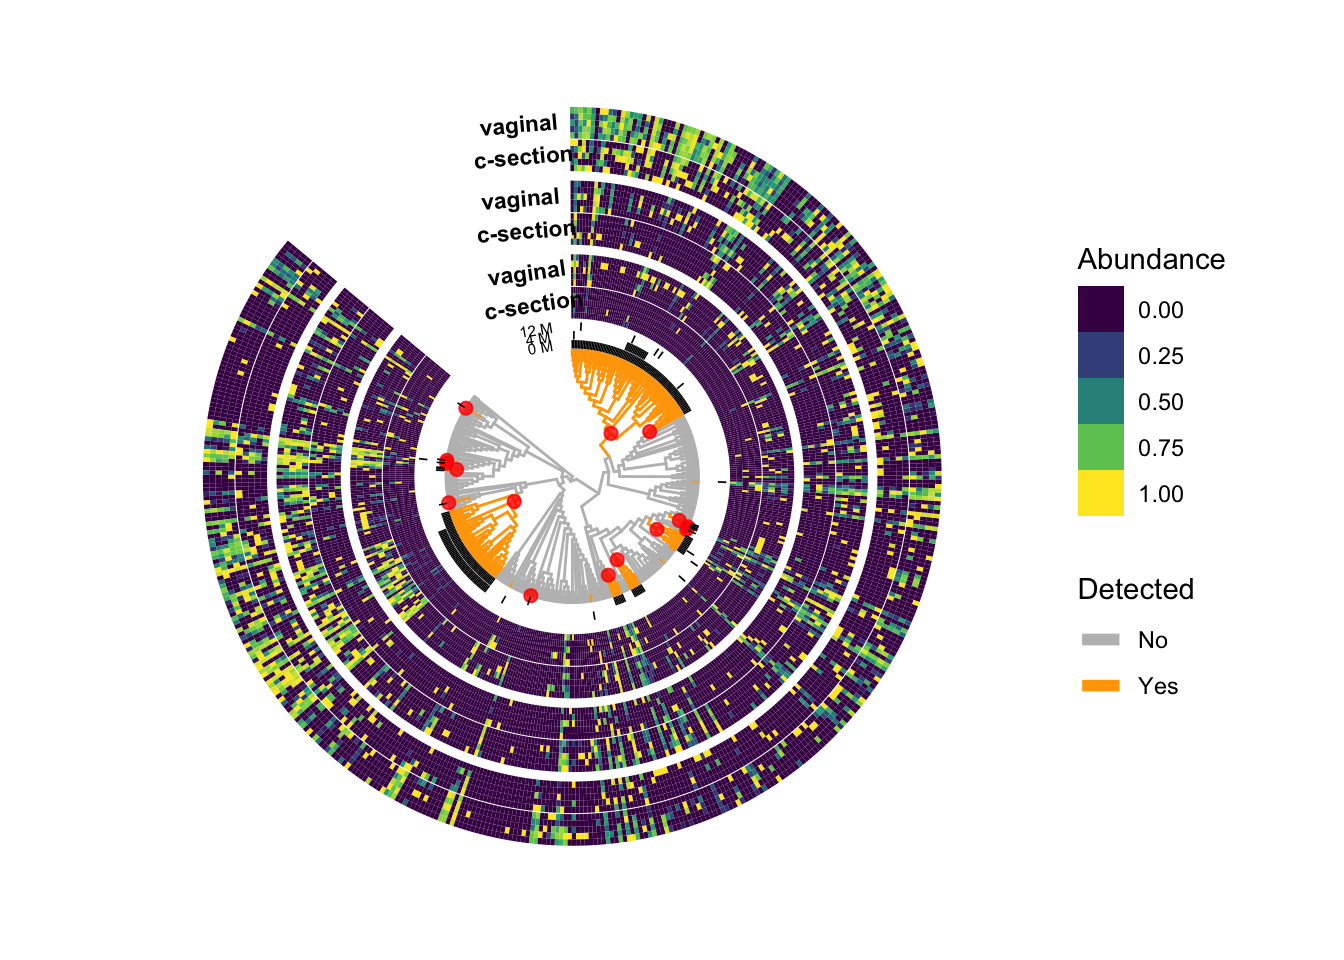 vaginal
c-section
vaginal
c-section
vaginal
c-section
12 M
4 M
0 M
Abundance
0.00
0.25
0.50
0.75
1.00
Detected
No
Yes